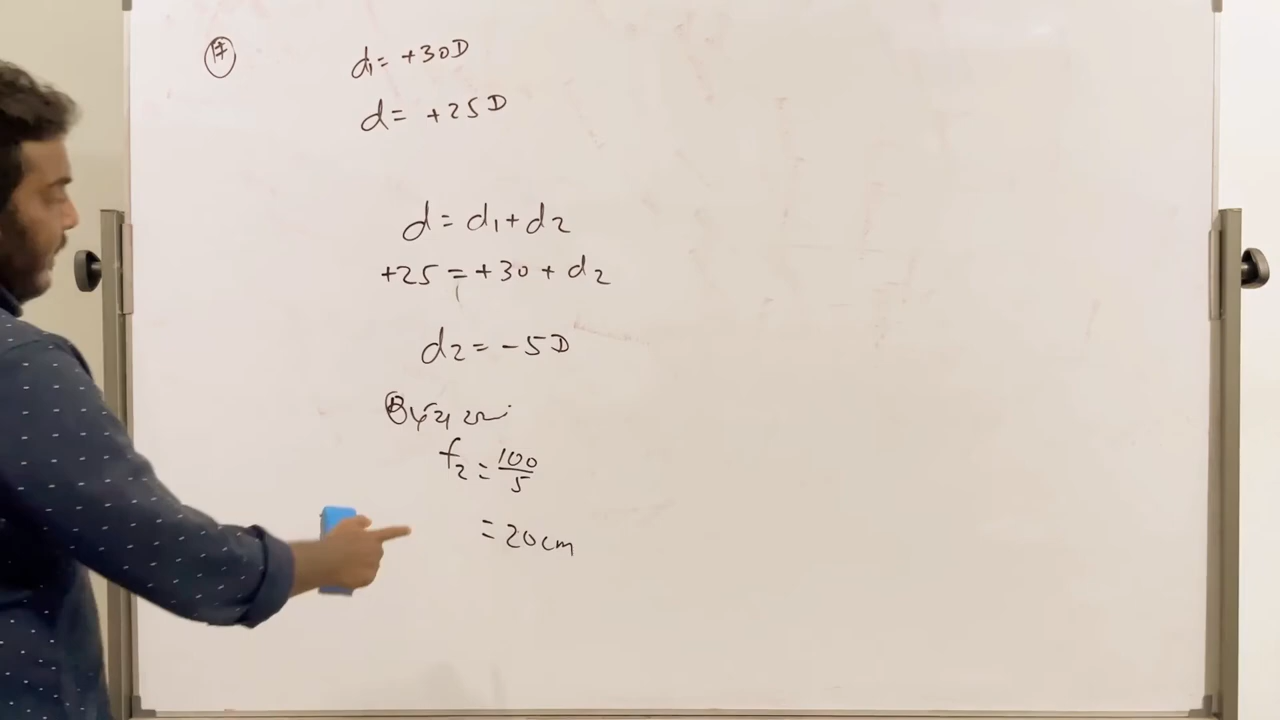 d₁ = +30D
d = +25D
d = d₁ + d₂
+25 = +30 + d₂
d₂ = -5D
f₂ = 100/5
= 20cm